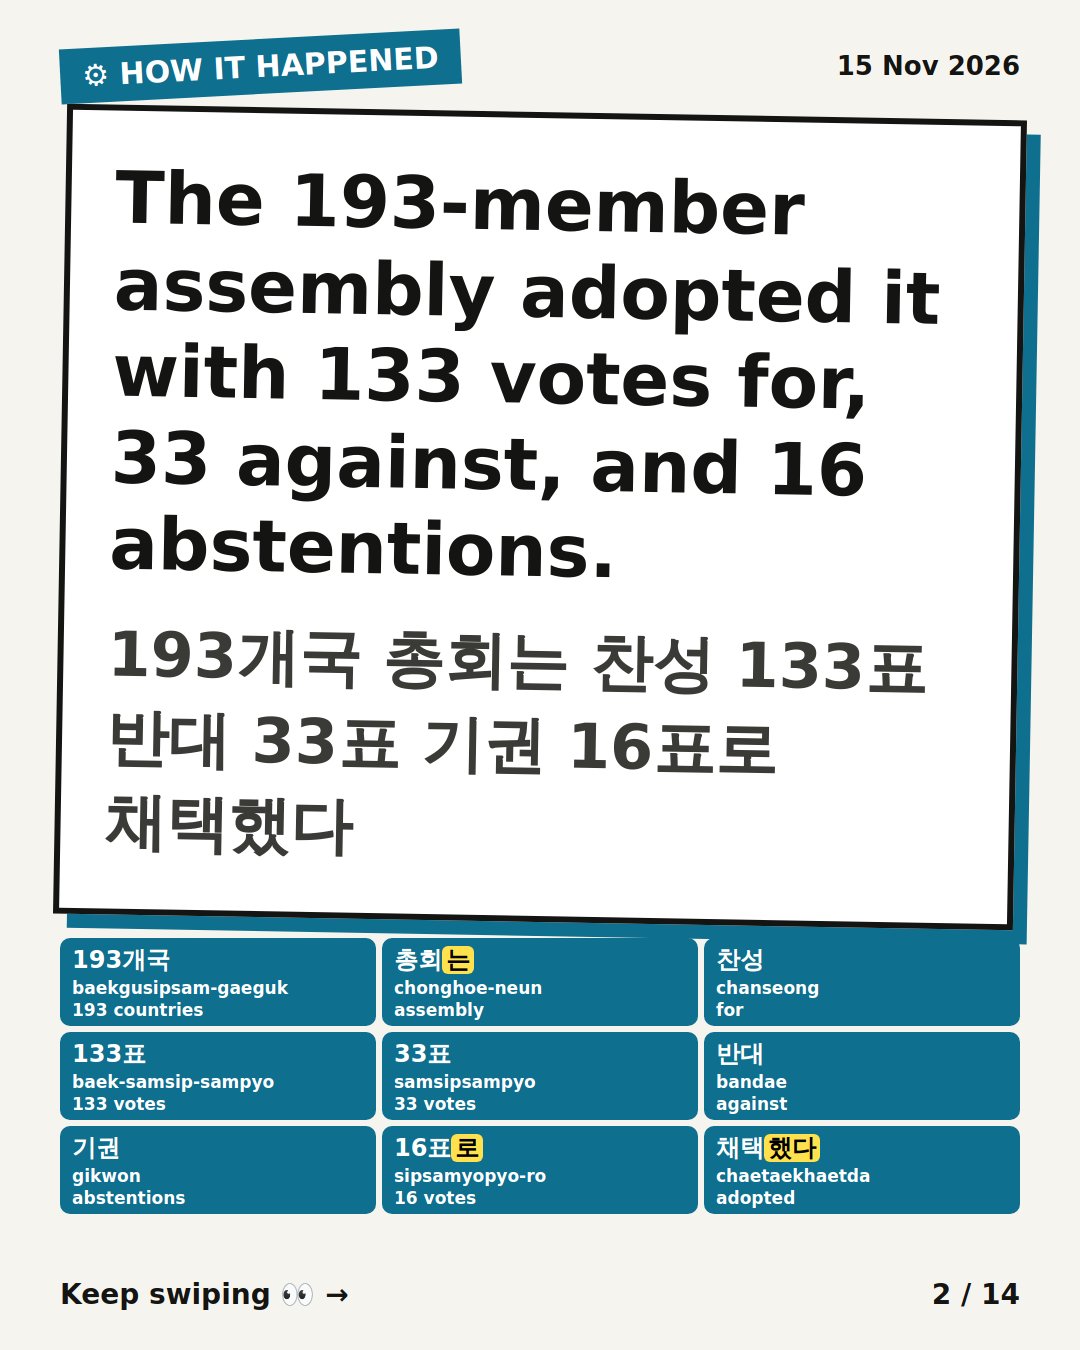 ⚙ HOW IT HAPPENED
15 Nov 2026
The 193-member
assembly adopted it
with 133 votes for,
33 against, and 16
abstentions.
193개국 총회는 찬성 133표
반대 33표 기권 16표로
채택했다
193개국
baekgusipsam-gaeguk
193 countries
총회는
chonghoe-neun
assembly
찬성
chanseong
for
133표
baek-samsip-sampyo
133 votes
33표
samsipsampyo
33 votes
반대
bandae
against
기권
gikwon
abstentions
16표로
sipsamyopyo-ro
16 votes
채택했다
chaetaekhaetda
adopted
Keep swiping 👀 →
2 / 14